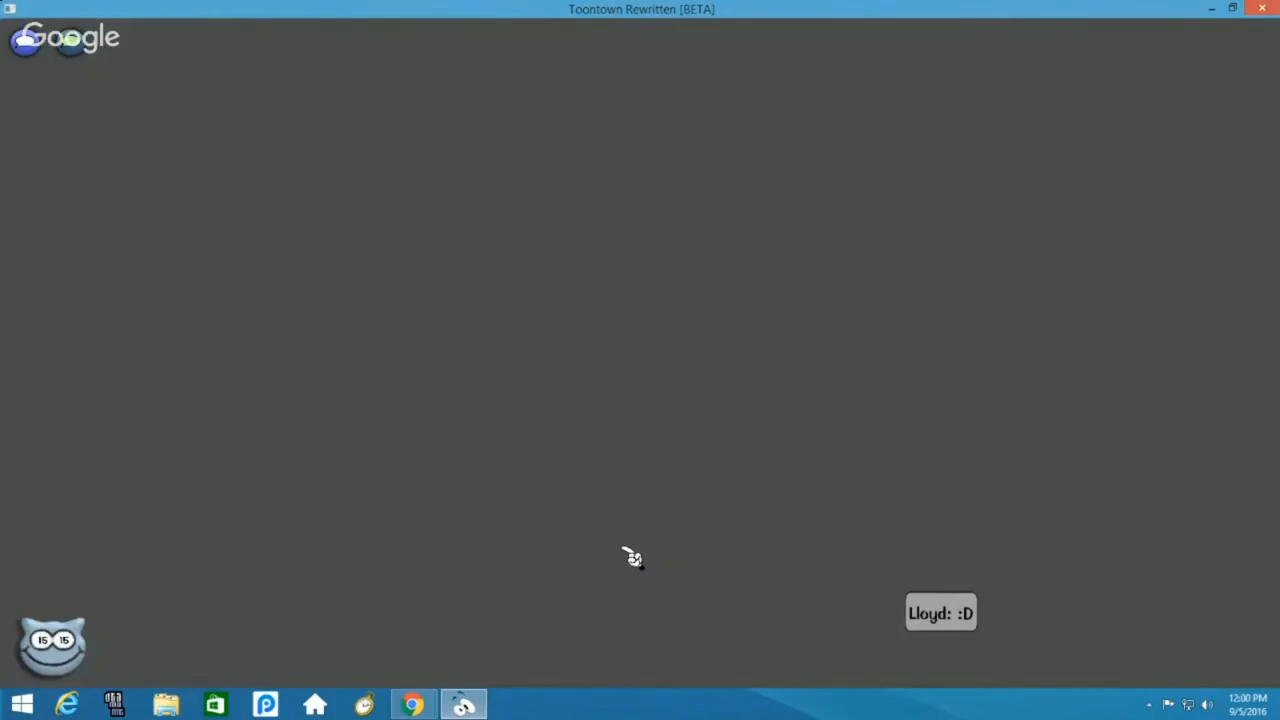 Toontown Rewritten [BETA]
Google
Lloyd: :D
15 15
12:00 PM
9/5/2016